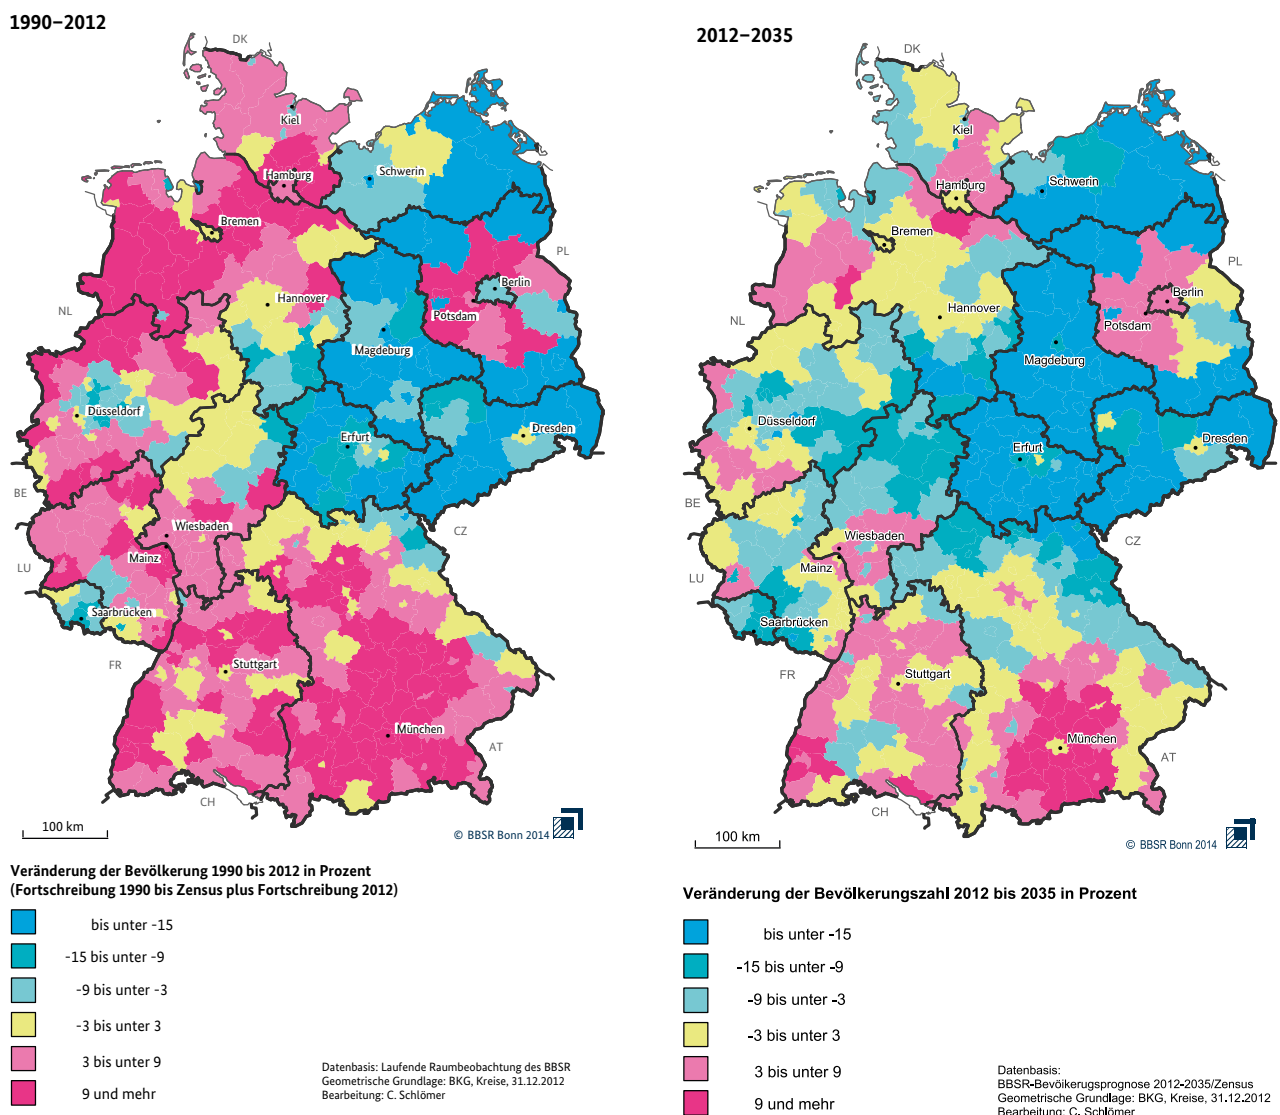 1990–2012
DK
Kiel
Hamburg
Schwerin
Bremen
PL
Berlin
Hannover
Potsdam
NL
Magdeburg
Düsseldorf
Erfurt
Dresden
BE
Wiesbaden
CZ
Mainz
LU
Saarbrücken
FR
Stuttgart
München
AT
CH
100 km
© BBSR Bonn 2014
Veränderung der Bevölkerung 1990 bis 2012 in Prozent
(Fortschreibung 1990 bis Zensus plus Fortschreibung 2012)
bis unter -15
-15 bis unter -9
-9 bis unter -3
-3 bis unter 3
3 bis unter 9
9 und mehr
Datenbasis: Laufende Raumbeobachtung des BBSR
Geometrische Grundlage: BKG, Kreise, 31.12.2012
Bearbeitung: C. Schlömer
2012–2035
DK
Kiel
Hamburg
Schwerin
Bremen
PL
Berlin
Hannover
Potsdam
NL
Magdeburg
Düsseldorf
Erfurt
Dresden
BE
Wiesbaden
CZ
Mainz
LU
Saarbrücken
FR
Stuttgart
München
AT
CH
100 km
© BBSR Bonn 2014
Veränderung der Bevölkerungszahl 2012 bis 2035 in Prozent
bis unter -15
-15 bis unter -9
-9 bis unter -3
-3 bis unter 3
3 bis unter 9
9 und mehr
Datenbasis:
BBSR-Bevölkerugsprognose 2012-2035/Zensus
Geometrische Grundlage: BKG, Kreise, 31.12.2012
Bearbeitung: C. Schlömer